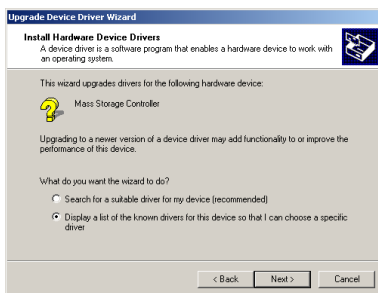 Upgrade Device Driver Wizard
Install Hardware Device Drivers
A device driver is a software program that enables a hardware device to work with
an operating system.
This wizard upgrades drivers for the following hardware device:
Mass Storage Controller
Upgrading to a newer version of a device driver may add functionality to or improve the
performance of this device.
What do you want the wizard to do?
Search for a suitable driver for my device (recommended)
Display a list of the known drivers for this device so that I can choose a specific
driver
< Back
Next >
Cancel